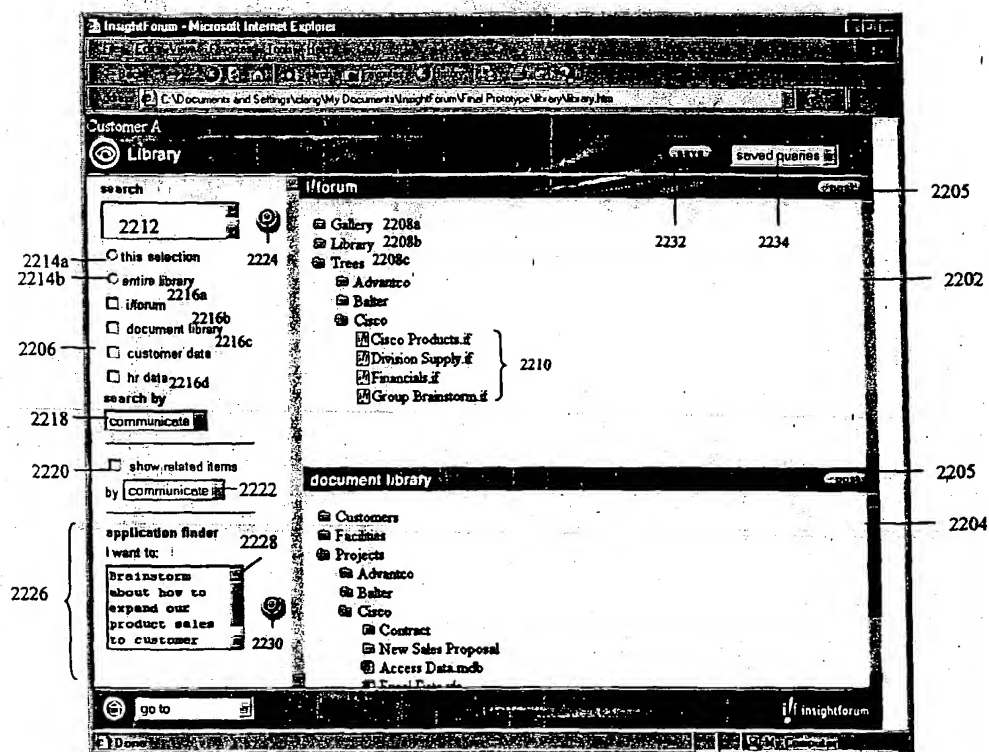 InsightForum - Microsoft Internet Explorer
C:\Documents and Settings\clang\My Documents\InsightForum\Final Prototype\library\library.htm
Customer A
Library
saved queries
search
2212
2224
this selection
2214a
entire library
2214b
2216a
i/forum
2216b
document library
2216c
2206
customer data
hr data
2216d
search by
2218
communicate
2220
show related items
by communicate
2222
application finder
I want to:
2228
2226
Brainstorm
about how to
expand our
product sales
to customer
2230
i/forum
2205
Gallery 2208a
Library 2208b
Trees 2208c
2232
2234
2202
Advantco
Balter
Cisco
Cisco Products.if
Division Supply.if
Financials.if
Group Brainstorm.if
2210
document library
2205
2204
Customers
Facilities
Projects
Advantco
Balter
Cisco
Contract
New Sales Proposal
Access Data.mdb
go to
insightforum
Done